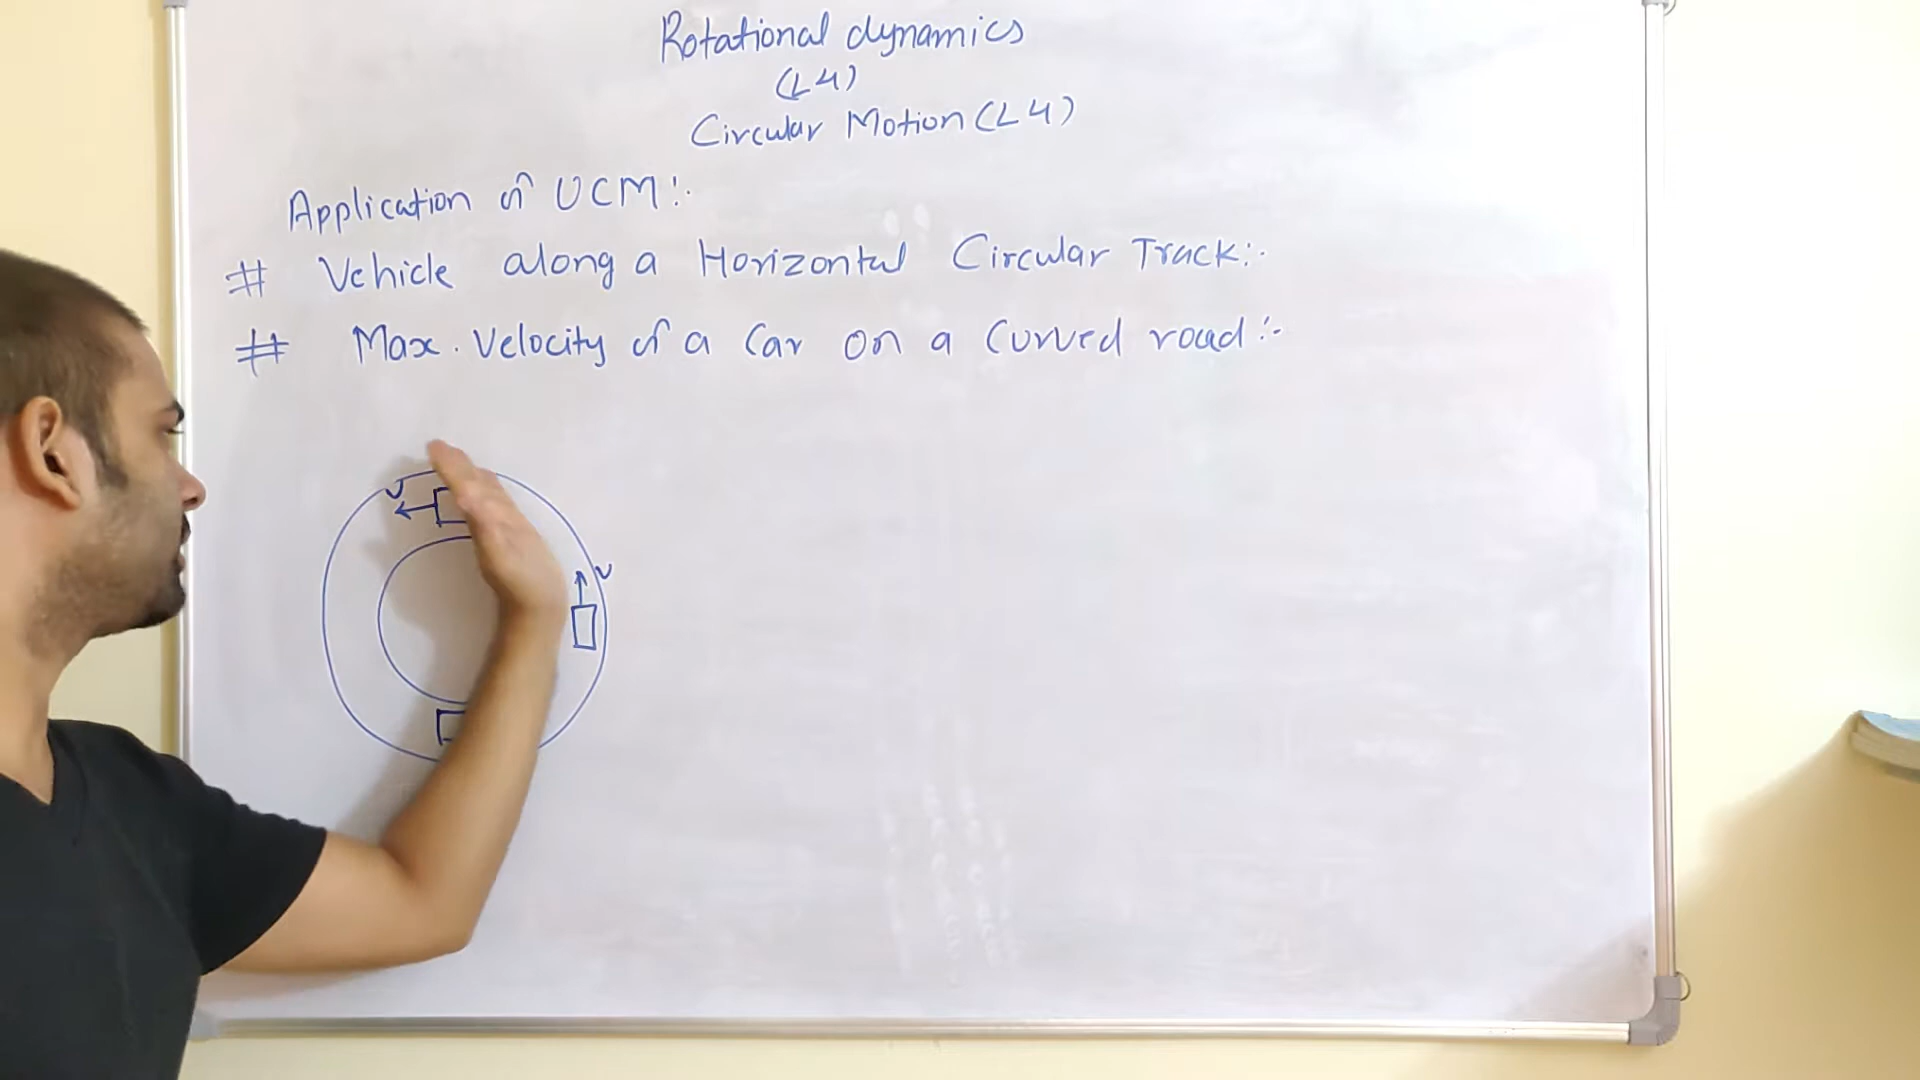 Rotational dynamics
(L4)
Circular Motion (L4)
Application of UCM:-
# Vehicle along a Horizontal Circular Track:-
# Max. Velocity of a Car on a Curved road:-
v
v